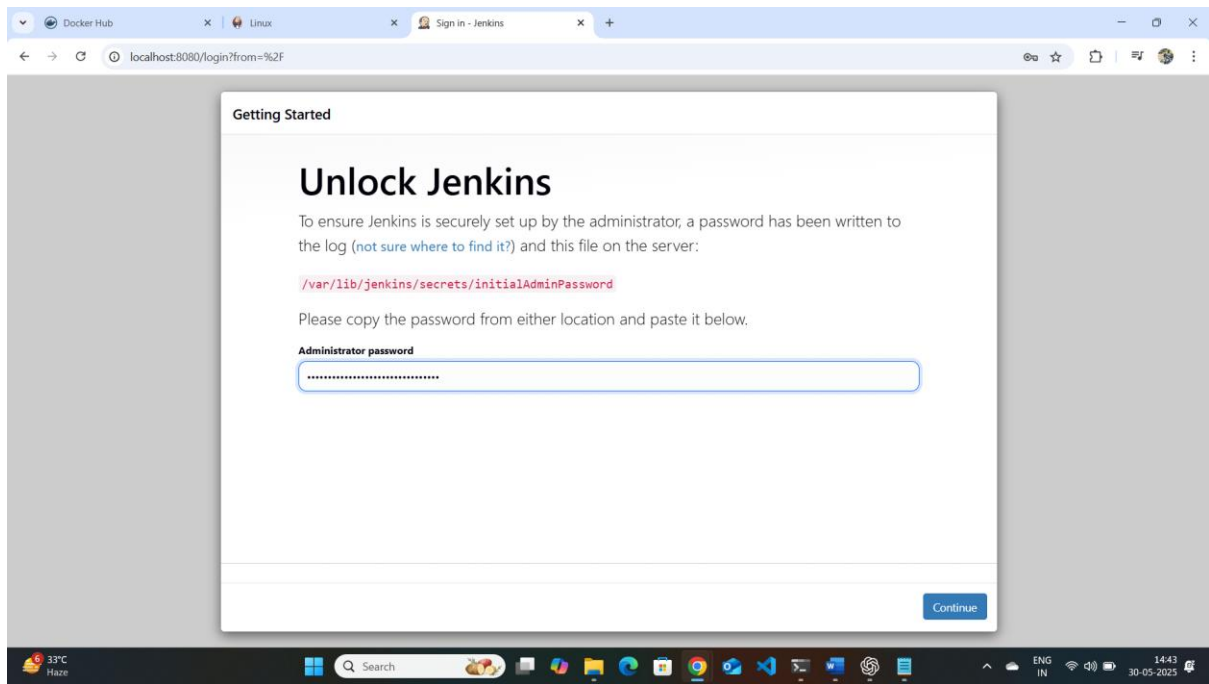 Docker Hub
Linux
Sign in - Jenkins
localhost:8080/login?from=%2F
Getting Started
Unlock Jenkins
To ensure Jenkins is securely set up by the administrator, a password has been written to
the log (not sure where to find it?) and this file on the server:
/var/lib/jenkins/secrets/initialAdminPassword
Please copy the password from either location and paste it below.
Administrator password
••••••••••••••••••••••••••••••••
Continue
6
33°C
Haze
Search
ENG
IN
14:43
30-05-2025